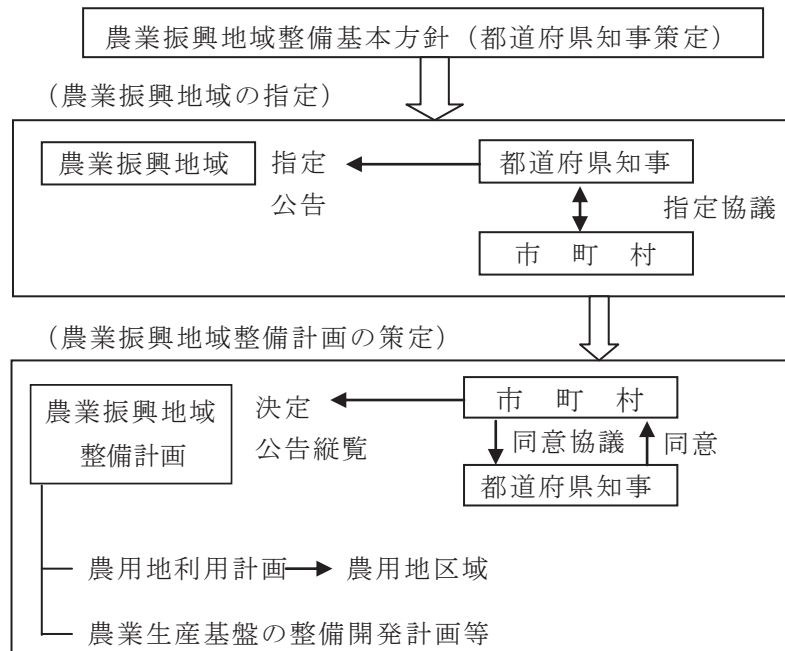 農業振興地域整備基本方針(都道府県知事策定)
(農業振興地域の指定)
農業振興地域 指定 都道府県知事
公告
指定協議
市 町 村
(農業振興地域整備計画の策定)
農業振興地域
整備計画
決定
公告縦覧
市 町 村
同意協議 同意
都道府県知事
農用地利用計画 農用地区域
農業生産基盤の整備開発計画等